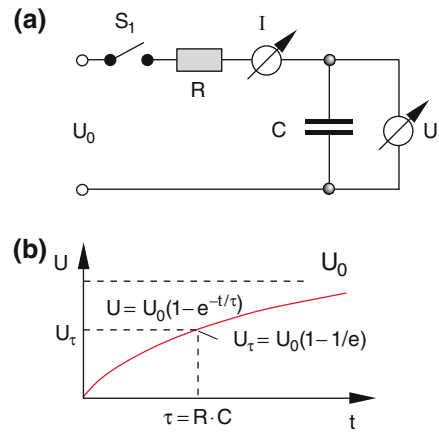 (a)
S₁
I
R
U₀
C
U
(b)
U
U₀
U = U₀(1−e⁻ᵗ/τ)
Uτ
Uτ = U₀(1−1/e)
τ = R · C
t